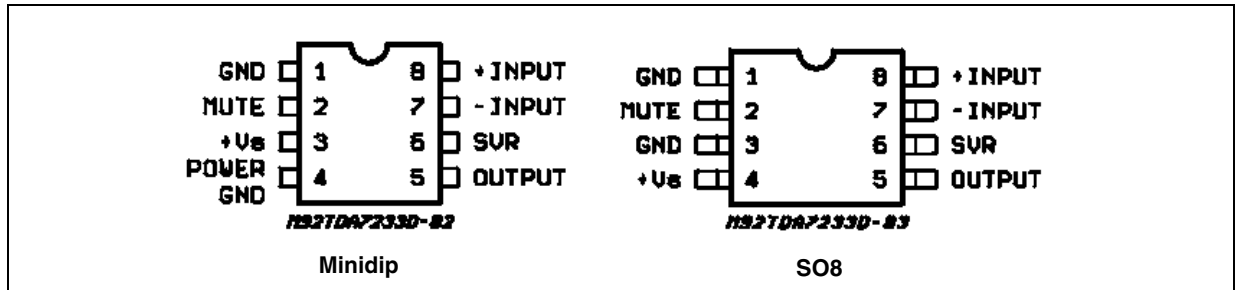 GND 1 8 +INPUT
MUTE 2 7 -INPUT
+Vs 3 6 SVR
POWER GND 4 5 OUTPUT
M92TDA7233D-02
Minidip
GND 1 8 +INPUT
MUTE 2 7 -INPUT
GND 3 6 SVR
+Vs 4 5 OUTPUT
M92TDA7233D-03
SO8